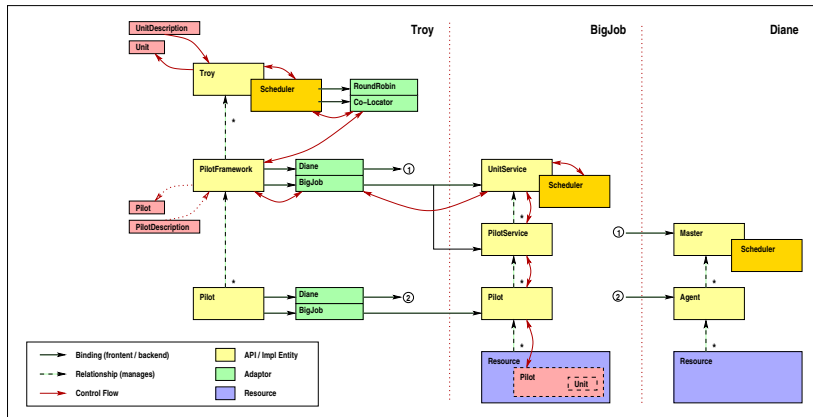 Troy
BigJob
Diane
UnitDescription
Unit
Troy
Scheduler
RoundRobin
Co-Locator
*
PilotFramework
Diane
BigJob
1
UnitService
Scheduler
Pilot
PilotDescription
*
PilotService
1
Master
Scheduler
*
*
*
Pilot
Diane
BigJob
2
Pilot
2
Agent
*
*
Binding (frontent / backend)
Relationship (manages)
Control Flow
API / Impl Entity
Adaptor
Resource
Resource
Pilot
Unit
Resource